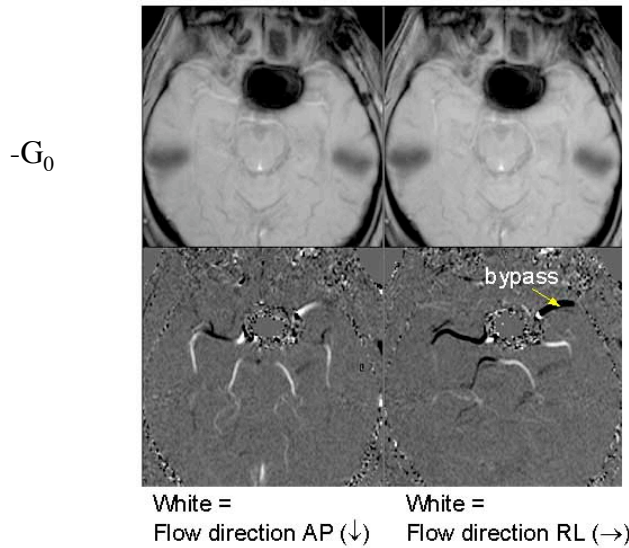 -G₀
bypass
White =
Flow direction AP (↓)
White =
Flow direction RL (→)